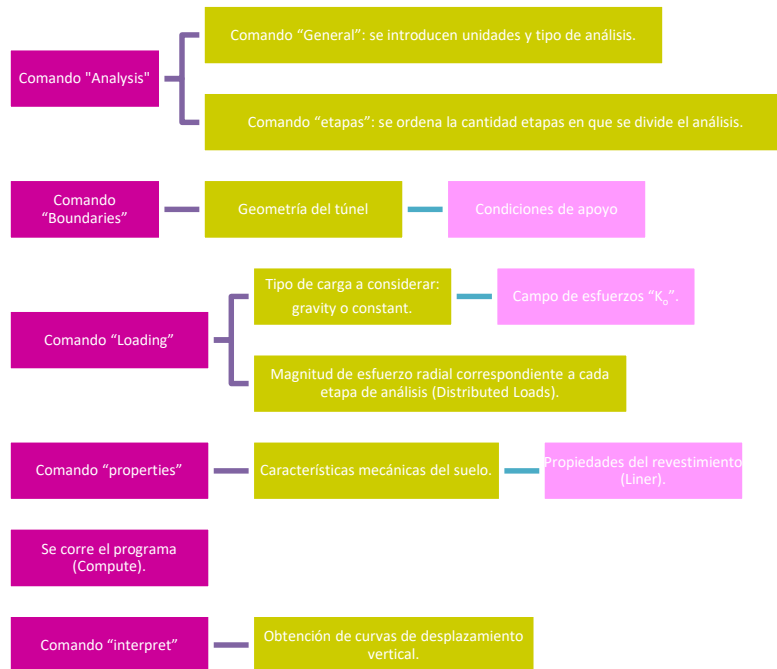 Comando "Analysis"
Comando “General”: se introducen unidades y tipo de análisis.
Comando “etapas”: se ordena la cantidad etapas en que se divide el análisis.
Comando
“Boundaries”
Geometría del túnel
Condiciones de apoyo
Comando “Loading”
Tipo de carga a considerar:
gravity o constant.
Campo de esfuerzos “Kₒ”.
Magnitud de esfuerzo radial correspondiente a cada
etapa de análisis (Distributed Loads).
Comando “properties”
Características mecánicas del suelo.
Propiedades del revestimiento
(Liner).
Se corre el programa
(Compute).
Comando “interpret”
Obtención de curvas de desplazamiento
vertical.